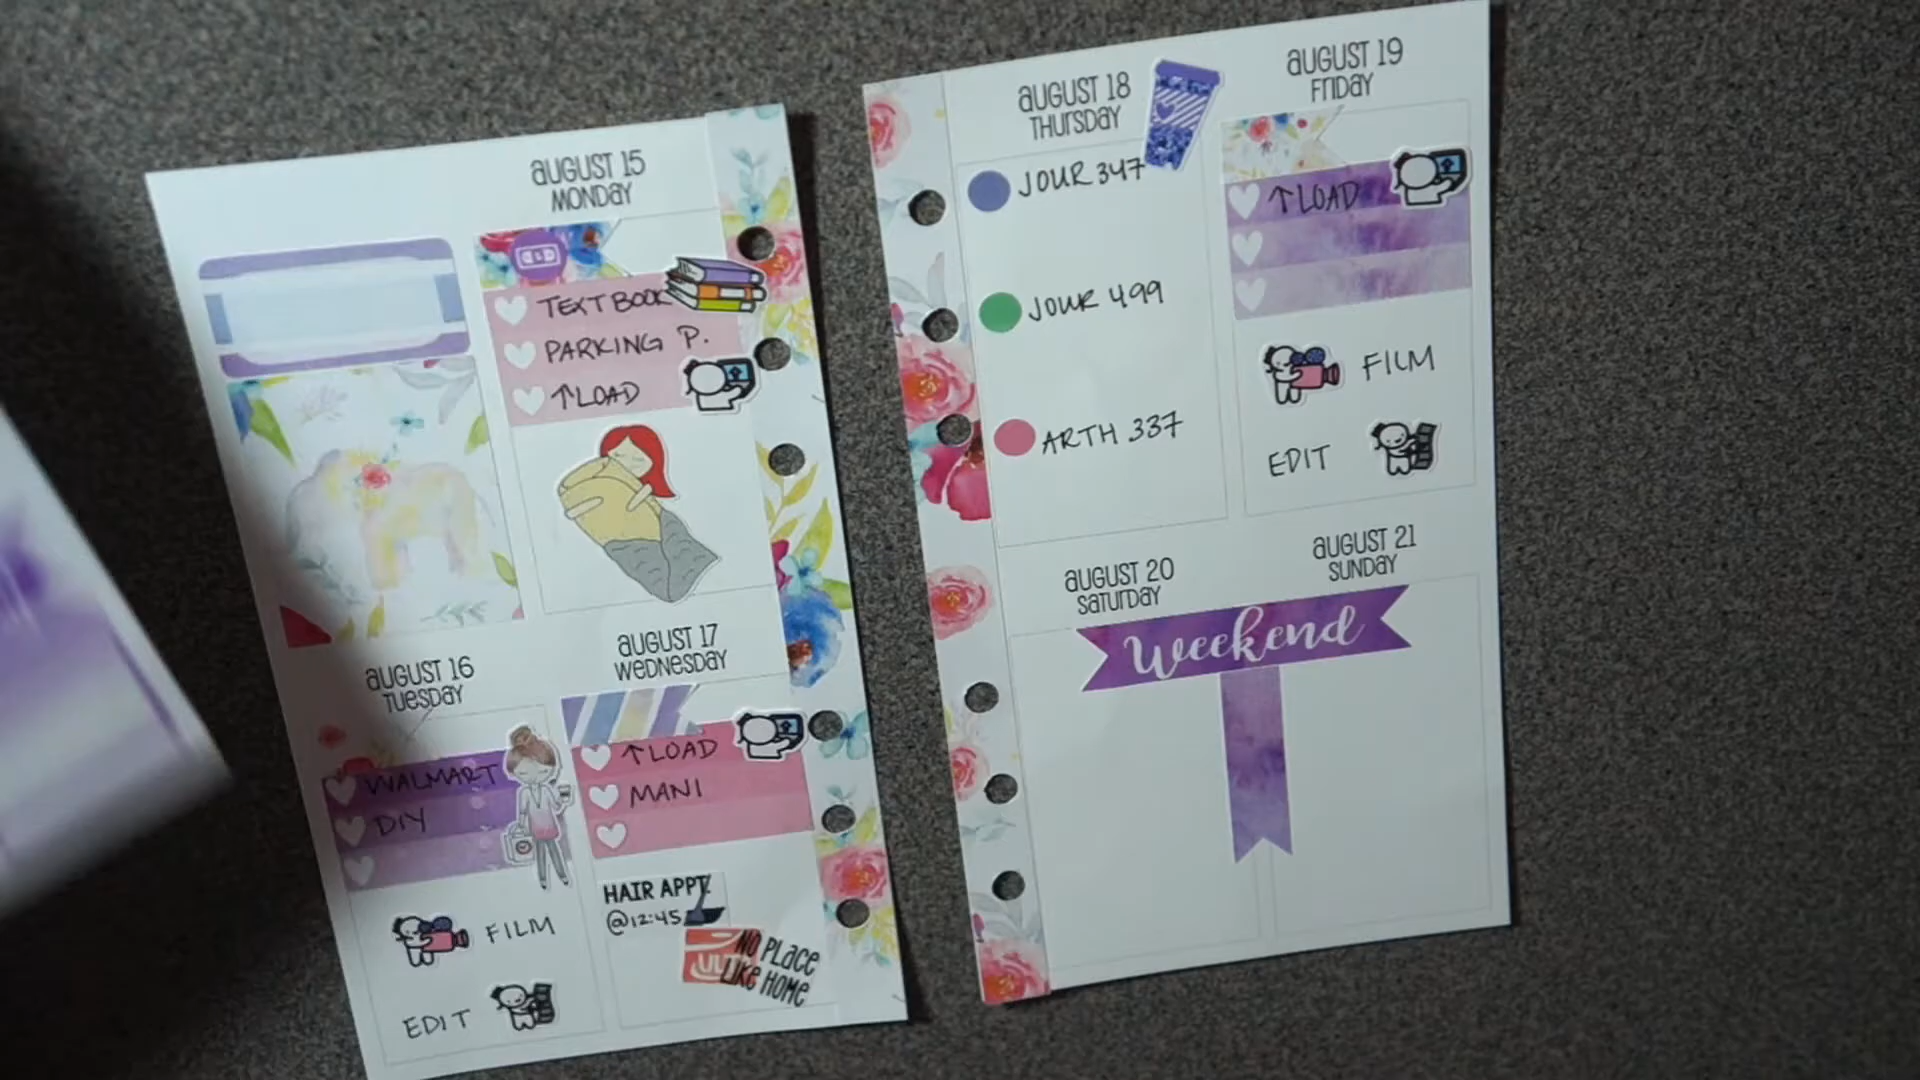 AUGUST 15
MONDAY
TEXT BOOK
PARKING P.
↑LOAD
AUGUST 16
TUESDAY
WALMART
DIY
FILM
EDIT
AUGUST 17
WEDNESDAY
↑LOAD
MANI
HAIR APPT.
@12:45
NO PLACE
LIKE HOME
AUGUST 18
THURSDAY
JOUR 347
JOUR 499
ARTH 337
AUGUST 19
FRIDAY
↑LOAD
FILM
EDIT
AUGUST 20
SATURDAY
AUGUST 21
SUNDAY
Weekend